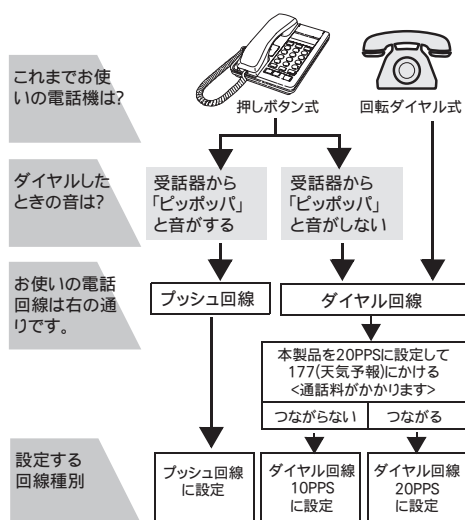 これまでお使
いの電話機は?
押しボタン式
回転ダイヤル式
ダイヤルした
ときの音は?
受話器から
「ピッポッパ」
と音がする
受話器から
「ピッポッパ」
と音がしない
お使いの電話
回線は右の通
りです。
プッシュ回線
ダイヤル回線
本製品を20PPSに設定して
177(天気予報)にかける
<通話料がかかります>
つながらない
つながる
設定する
回線種別
プッシュ回線
に設定
ダイヤル回線
10PPS
に設定
ダイヤル回線
20PPS
に設定